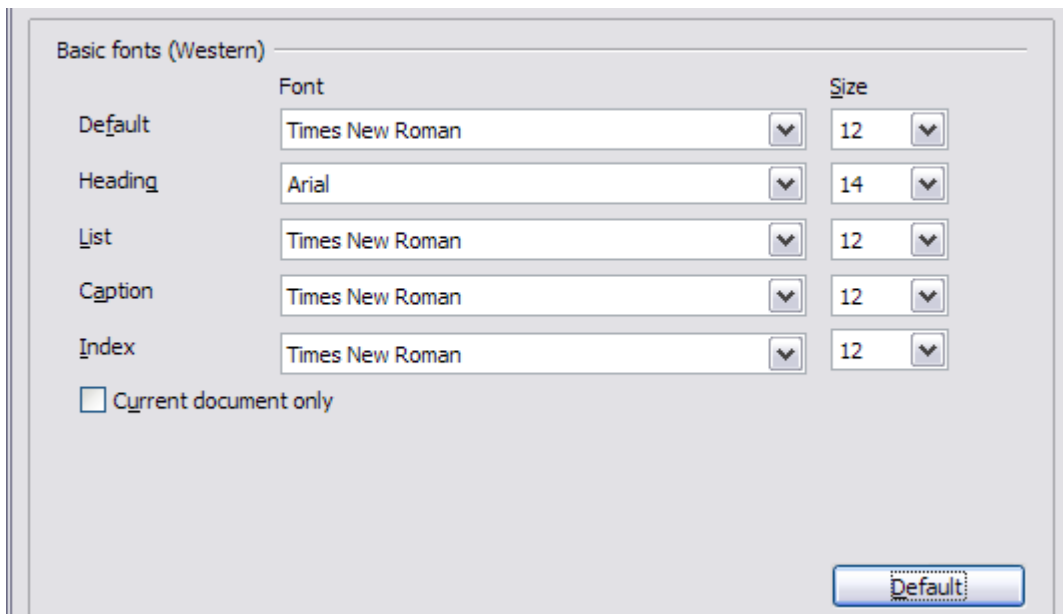 Basic fonts (Western)
Font Size
Default Times New Roman 12
Heading Arial 14
List Times New Roman 12
Caption Times New Roman 12
Index Times New Roman 12
Current document only
Default